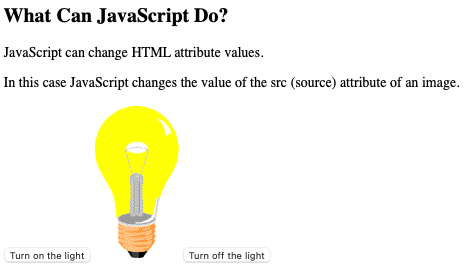 What Can JavaScript Do?
JavaScript can change HTML attribute values.
In this case JavaScript changes the value of the src (source) attribute of an image.
Turn on the light
Turn off the light